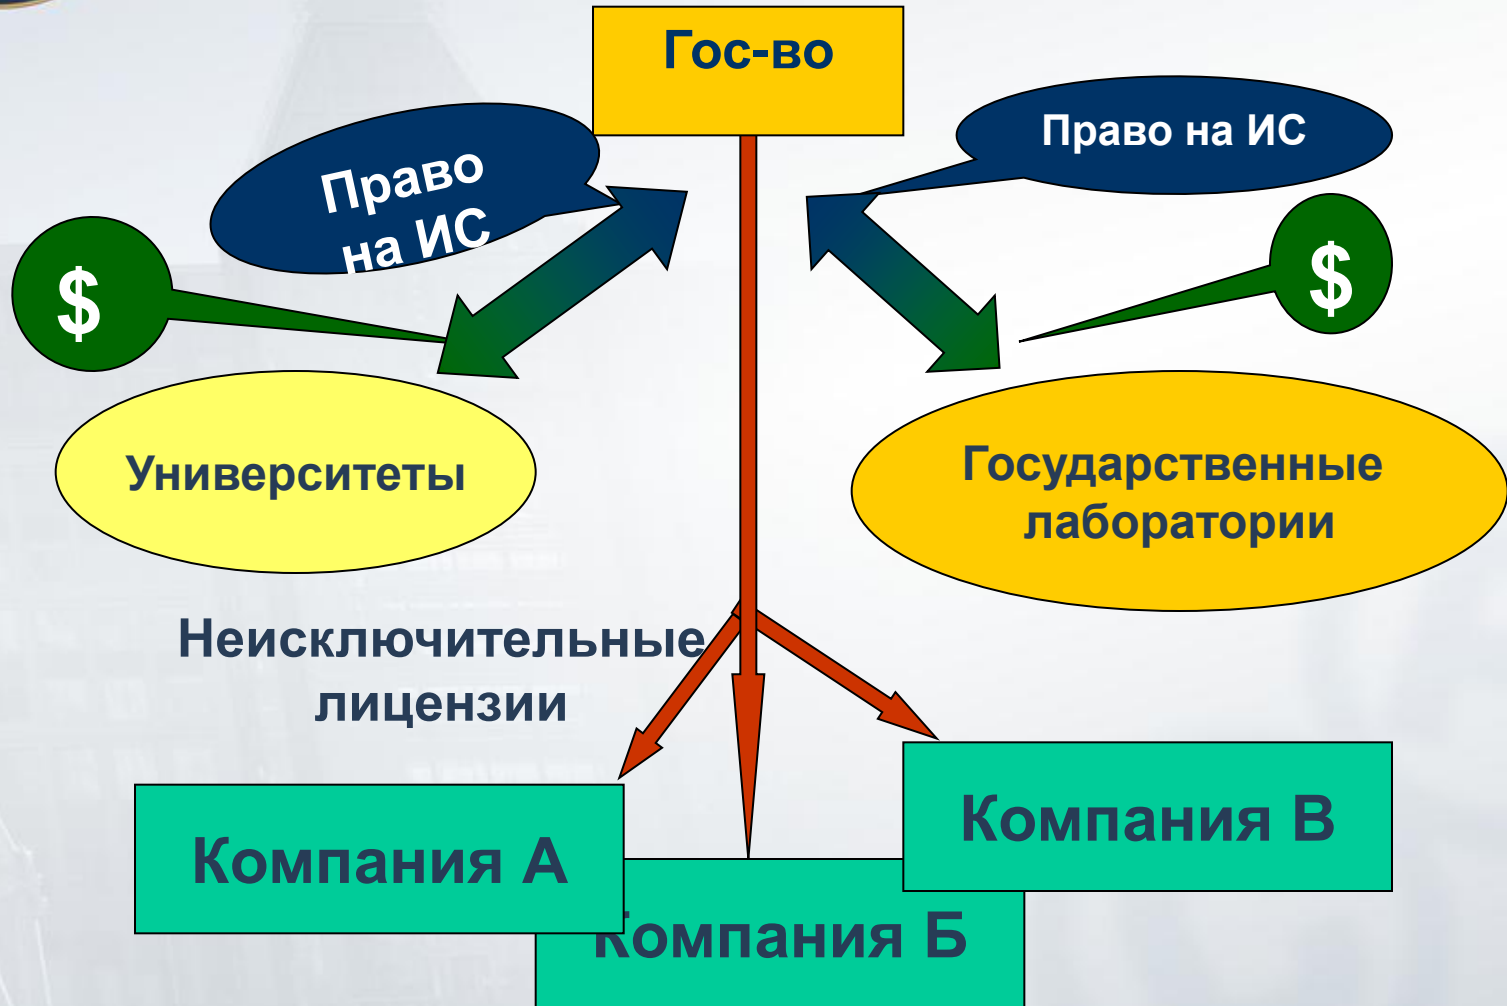 Гос-во
Право
на ИС
Право на ИС
$
$
Университеты
Государственные
лаборатории
Неисключительные
лицензии
Компания А
Компания В
Компания Б